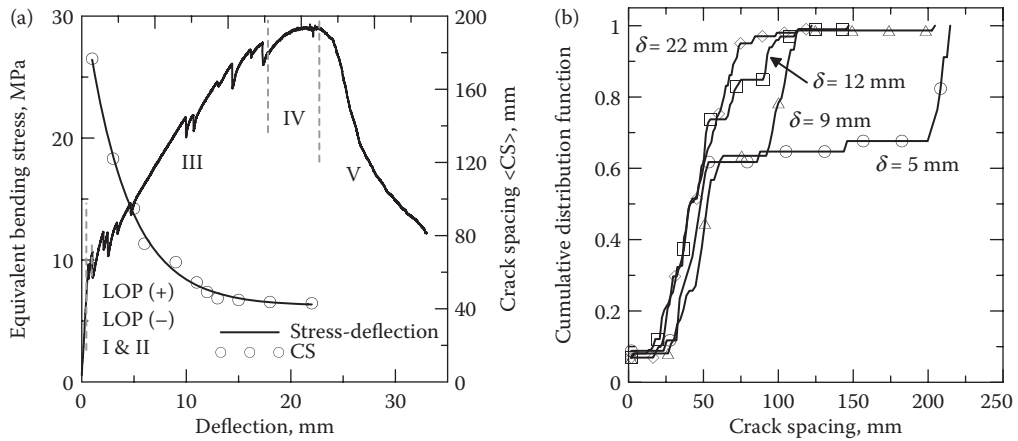 (a)
30
20
10
0
Equivalent bending stress, MPa
200
160
120
80
40
0
Crack spacing <CS>, mm
III
IV
V
LOP (+)
LOP (−)
I & II
Stress-deflection
CS
0
10
20
30
Deflection, mm
(b)
1
0.8
0.6
0.4
0.2
0
Cumulative distribution function
δ = 22 mm
δ = 12 mm
δ = 9 mm
δ = 5 mm
0
50
100
150
200
250
Crack spacing, mm